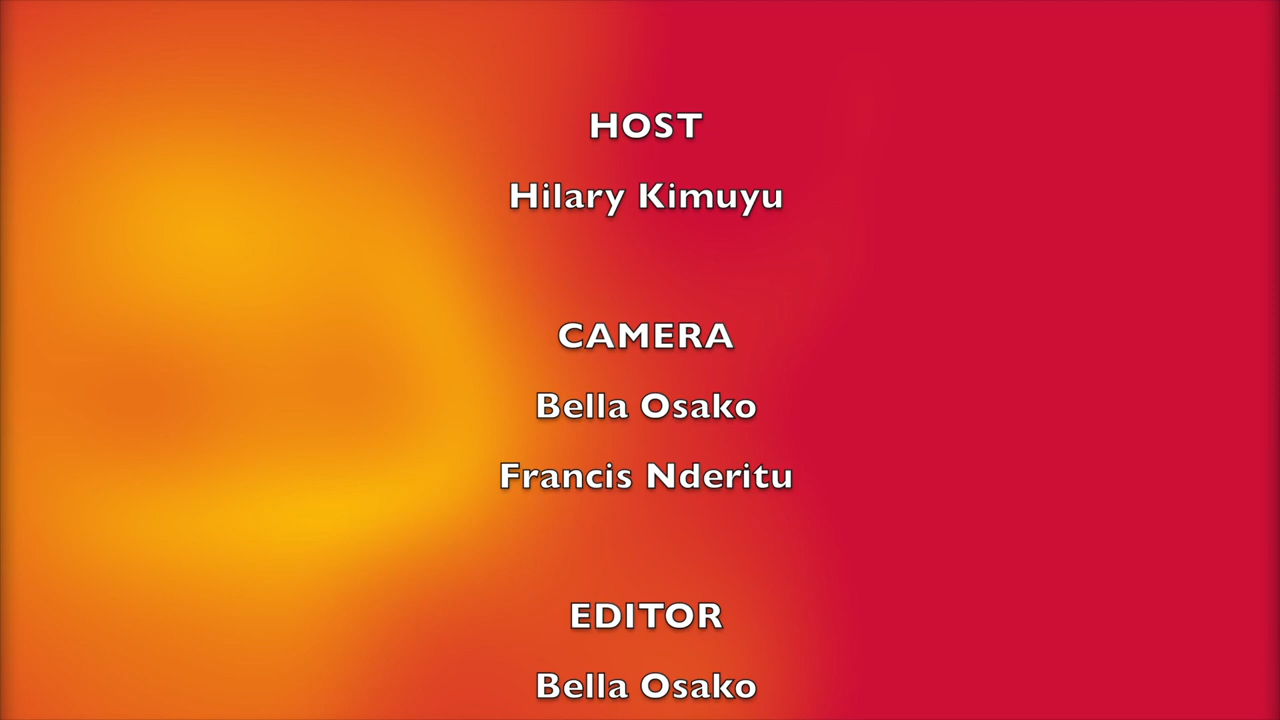 HOST
Hilary Kimuyu
CAMERA
Bella Osako
Francis Nderitu
EDITOR
Bella Osako